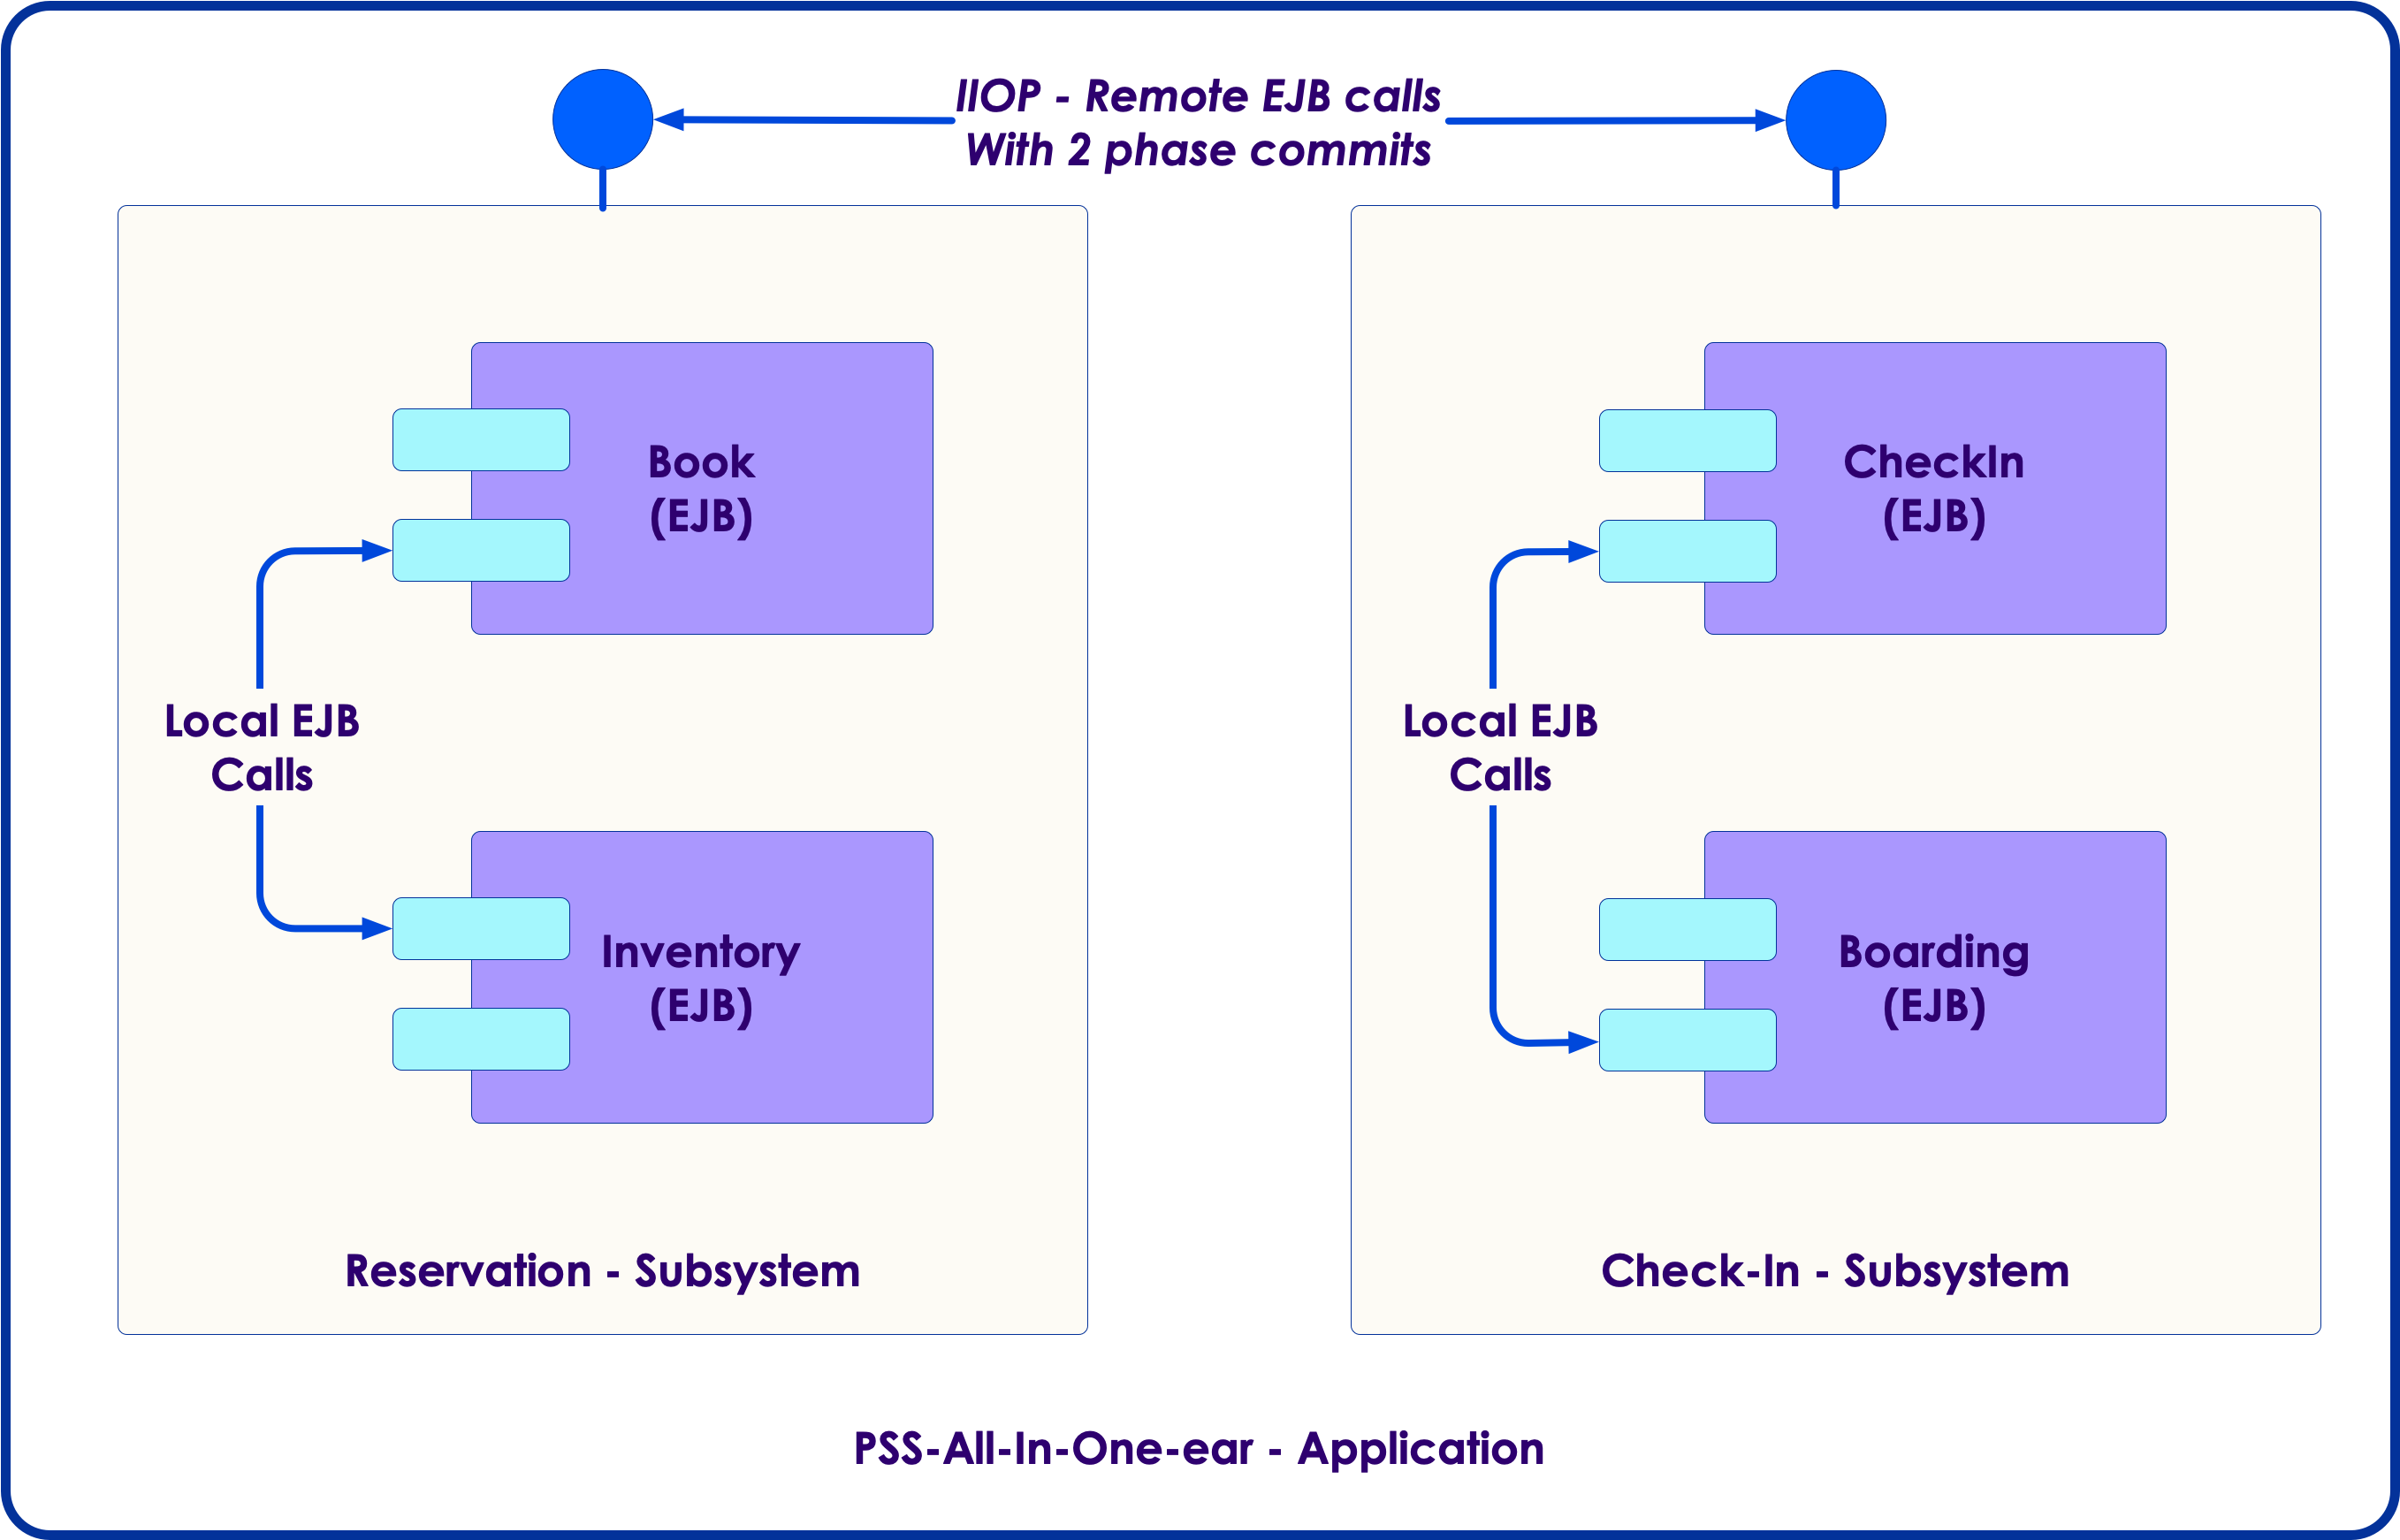 IIOP - Remote EJB calls
With 2 phase commits
Book
(EJB)
Local EJB
Calls
Inventory
(EJB)
Reservation - Subsystem
CheckIn
(EJB)
Local EJB
Calls
Boarding
(EJB)
Check-In - Subsystem
PSS-All-In-One-ear - Application